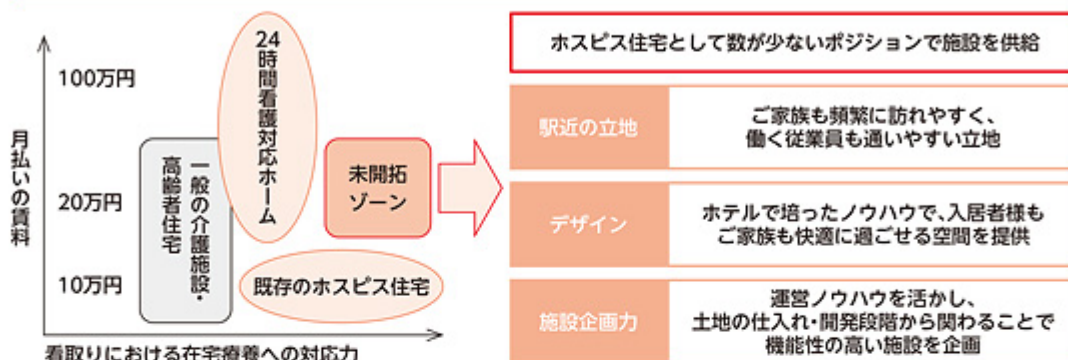 月払いの賃料
100万円
20万円
10万円
24時間看護対応ホーム
一般の介護施設・
高齢者住宅
未開拓
ゾーン
既存のホスピス住宅
看取りにおける在宅療養への対応力
ホスピス住宅として数が少ないポジションで施設を供給
駅近の立地
ご家族も頻繁に訪れやすく、
働く従業員も通いやすい立地
デザイン
ホテルで培ったノウハウで、入居者様も
ご家族も快適に過ごせる空間を提供
施設企画力
運営ノウハウを活かし、
土地の仕入れ・開発段階から関わることで
機能性の高い施設を企画